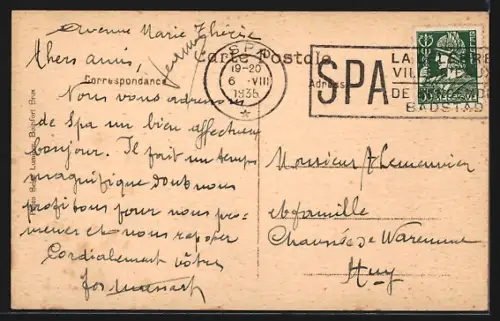 Avenue Marie Thérèse
Chers amis,
Carte Postale
Correspondance
Adresse
SPA
19-20
6 -VIII
1935
SPA
BADSTAD
Nous vous adressons
de Spa un bien affectueux
bonjour. Il fait un temps
magnifique dont nous
profitons pour nous pro-
mener et nous reposer
Cordialement vôtre
Monsieur
et famille
Chaussée de Waremme
Huy